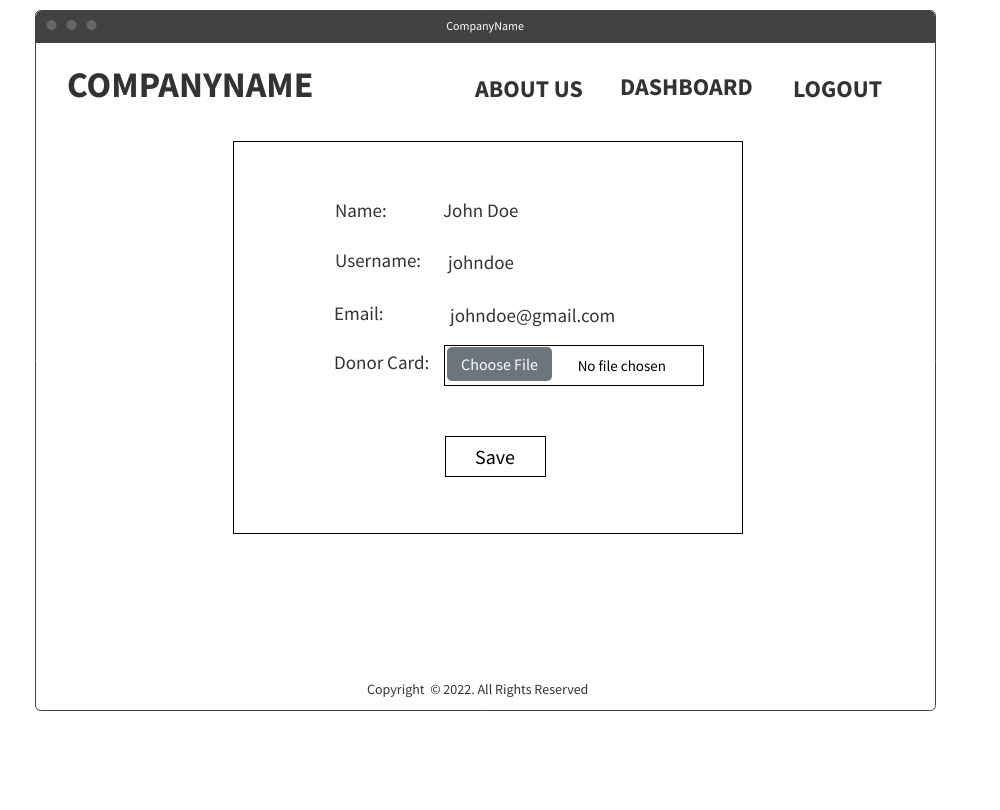 CompanyName
COMPANYNAME
ABOUT US DASHBOARD LOGOUT
Name: John Doe
Username: johndoe
Email: johndoe@gmail.com
Donor Card: Choose File No file chosen
Save
Copyright © 2022. All Rights Reserved